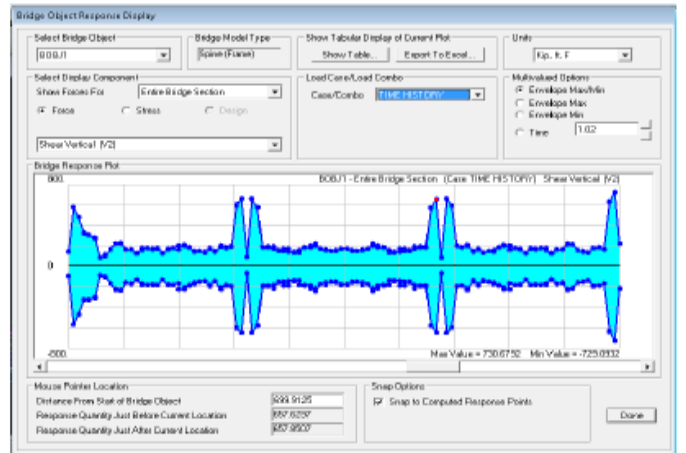 Bridge Object Response Display
Select Bridge Object
BOBJ1
Bridge Model Type
Spine (Frame)
Show Tabular Display of Current Plot
Show Table...
Export To Excel...
Units
Kip, ft, F
Select Display Component
Show Forces For
Entire Bridge Section
Force
Stress
Design
Shear Vertical (V2)
Load Case/Load Combo
Case/Combo
TIME HISTORY
Multivalued Options
Envelope Max/Min
Envelope Max
Envelope Min
Time
1.02
Bridge Response Plot
800.
BOBJ1 - Entire Bridge Section (Case TIME HISTORY) Shear Vertical (V2)
0
-800.
Max Value = 730.6792 Min Value = -729.0932
Mouse Pointer Location
Distance From Start of Bridge Object
Response Quantity Just Before Current Location
Response Quantity Just After Current Location
Snap Options
Snap to Computed Response Points
Done